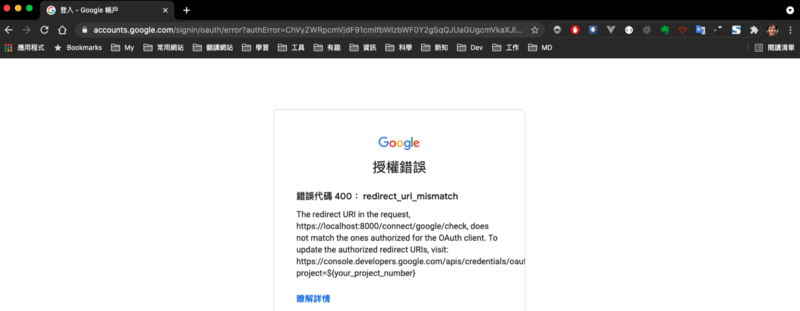 登入 - Google 帳戶
accounts.google.com/signin/oauth/error?authError=ChVyZWRpcmVjdF91cmlfbWlzbWF0Y2gSqQJUaGUgcmVkaXJl...
應用程式 Bookmarks My 常用網站 翻譯網站 學習 工具 有趣 資訊 科學 新知 Dev 工作 MD 閱讀清單
Google
授權錯誤
錯誤代碼 400： redirect_uri_mismatch
The redirect URI in the request,
https://localhost:8000/connect/google/check, does
not match the ones authorized for the OAuth client. To
update the authorized redirect URIs, visit:
https://console.developers.google.com/apis/credentials/oaut
project=${your_project_number}
瞭解詳情